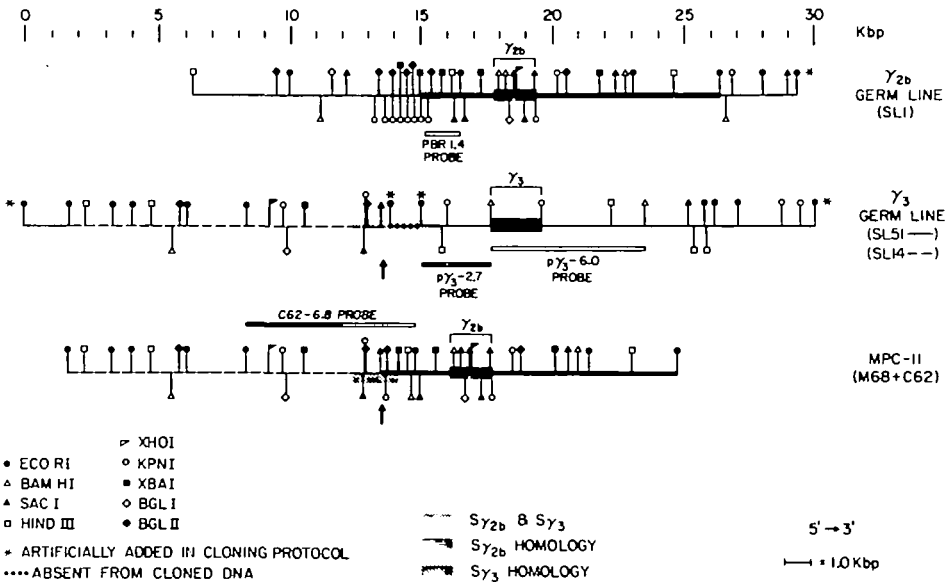 0 5 10 15 20 25 30
Kbp
γ2b
γ2b
GERM LINE
(SL1)
PBR 1.4
PROBE
γ3
γ3
GERM LINE
(SL51 ——)
(SL14 – –)
pγ3-2.7
PROBE
pγ3-6.0
PROBE
C62-6.8 PROBE
γ2b
MPC-11
(M68+C62)
• ECO RI
△ BAM HI
▲ SAC I
□ HIND III
XHOI
○ KPNI
■ XBAI
◇ BGL I
◆ BGL II
* ARTIFICIALLY ADDED IN CLONING PROTOCOL
•••• ABSENT FROM CLONED DNA
Sγ2b & Sγ3
Sγ2b HOMOLOGY
Sγ3 HOMOLOGY
5' → 3'
= 1.0 Kbp